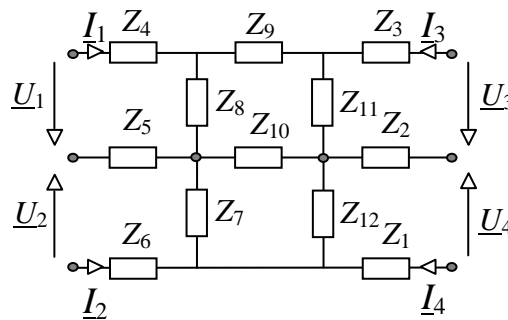 I1 Z4 Z9 Z3 I3
U1 Z8 Z11 U3
Z5 Z10 Z2
U2 Z7 Z12 U4
Z6 Z1
I2 I4